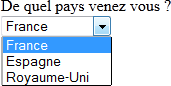 De quel pays venez vous ?
France
France
Espagne
Royaume-Uni